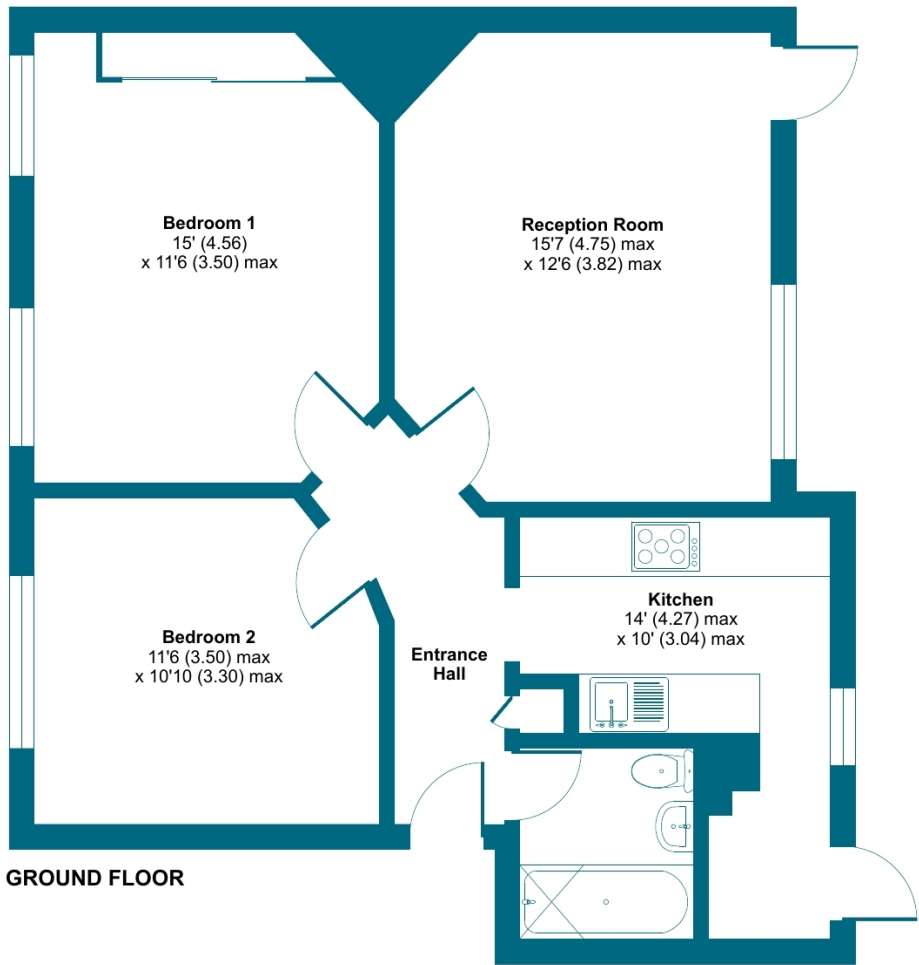 Bedroom 1
15' (4.56)
x 11'6 (3.50) max
Reception Room
15'7 (4.75) max
x 12'6 (3.82) max
Bedroom 2
11'6 (3.50) max
x 10'10 (3.30) max
Entrance
Hall
Kitchen
14' (4.27) max
x 10' (3.04) max
GROUND FLOOR